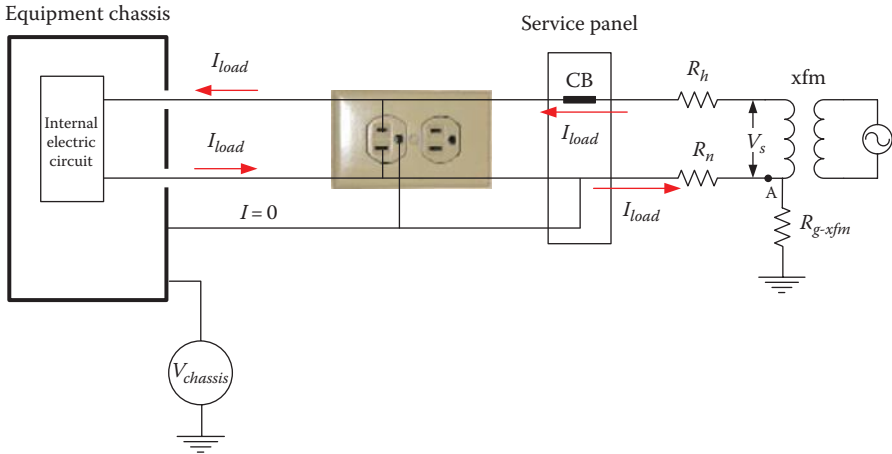 Equipment chassis
Service panel
I_load
CB
R_h
xfm
Internal
electric
circuit
I_load
I_load
V_s
R_n
A
I = 0
I_load
R_g-xfm
V_chassis